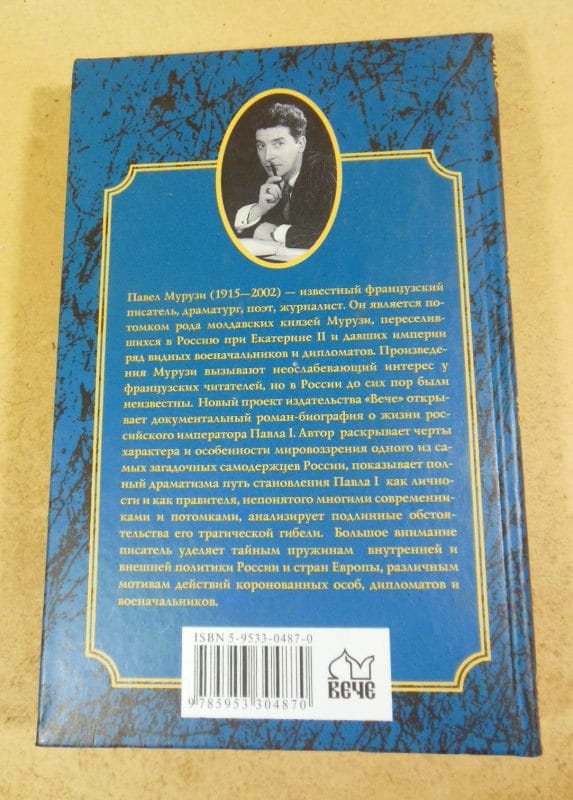 Павел Мурузи (1915—2002) — известный французский
писатель, драматург, поэт, журналист. Он является по-
томком рода молдавских князей Мурузи, переселив-
шихся в Россию при Екатерине II и давших империи
ряд видных военачальников и дипломатов. Произведе-
ния Мурузи вызывают неослабевающий интерес у
французских читателей, но в России до сих пор были
неизвестны. Новый проект издательства «Вече» откры-
вает документальный роман-биография о жизни рос-
сийского императора Павла I. Автор раскрывает черты
характера и особенности мировоззрения одного из са-
мых загадочных самодержцев России, показывает пол-
ный драматизма путь становления Павла I как лично-
сти и как правителя, непонятого многими современни-
ками и потомками, анализирует подлинные обстоя-
тельства его трагической гибели. Большое внимание
писатель уделяет тайным пружинам внутренней и
внешней политики России и стран Европы, различным
мотивам действий коронованных особ, дипломатов и
военачальников.
ISBN 5-9533-0487-0
9 785953 304870
ВЕЧЕ